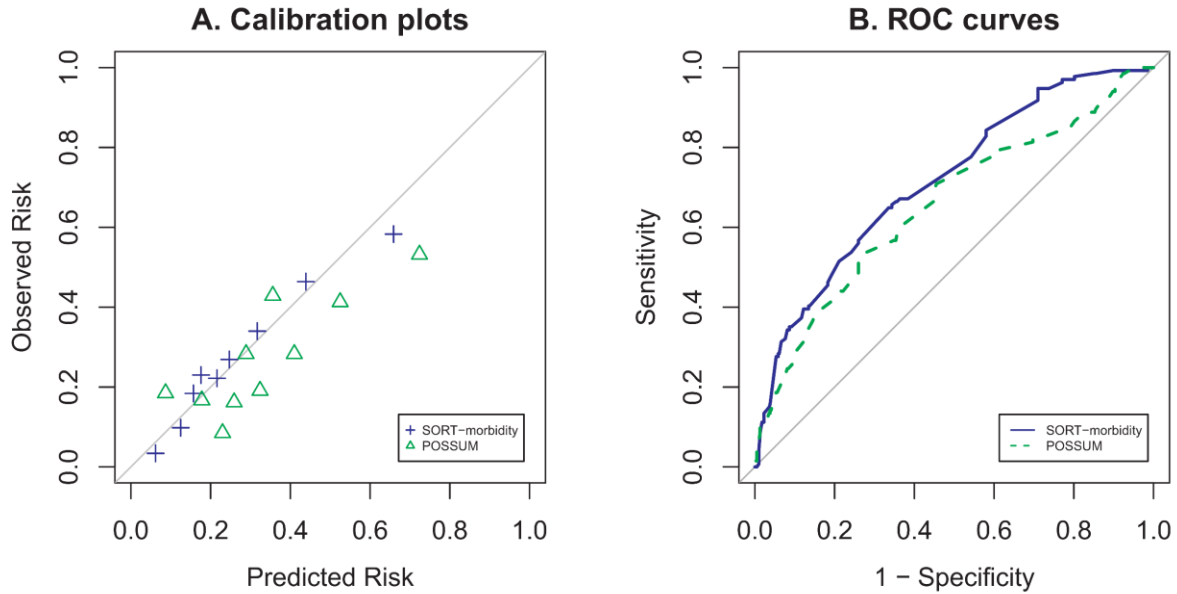 A. Calibration plots
Observed Risk
1.0
0.8
0.6
0.4
0.2
0.0
SORT−morbidity
POSSUM
0.0 0.2 0.4 0.6 0.8 1.0
Predicted Risk
B. ROC curves
Sensitivity
1.0
0.8
0.6
0.4
0.2
0.0
SORT−morbidity
POSSUM
0.0 0.2 0.4 0.6 0.8 1.0
1 − Specificity